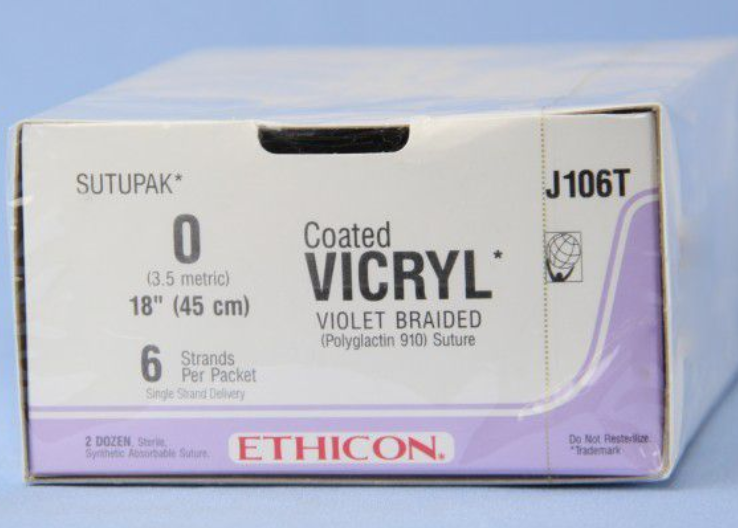 SUTUPAK*
J106T
0
(3.5 metric)
18" (45 cm)
6 Strands
Per Packet
Single Strand Delivery
Coated
VICRYL*
VIOLET BRAIDED
(Polyglactin 910) Suture
2 DOZEN, Sterile,
Synthetic Absorbable Suture.
ETHICON.
Do Not Resterilize.
*Trademark